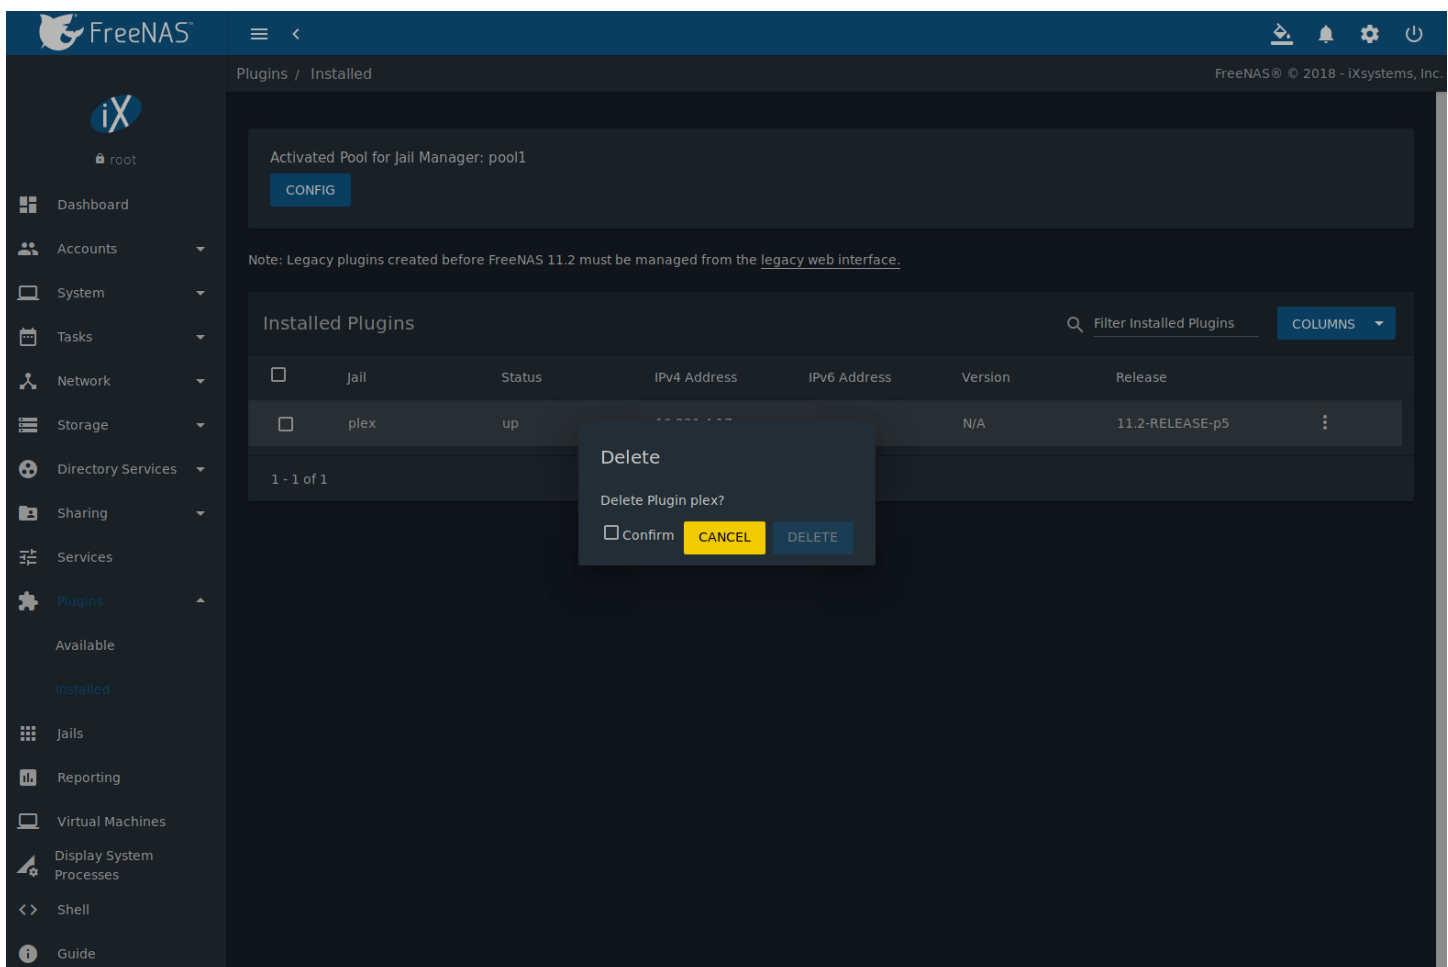 FreeNAS™
Plugins / Installed
FreeNAS® © 2018 - iXsystems, Inc.
iX
root
Dashboard
Accounts
System
Tasks
Network
Storage
Directory Services
Sharing
Services
Plugins
Available
Installed
Jails
Reporting
Virtual Machines
Display System
Processes
Shell
Guide
Activated Pool for Jail Manager: pool1
CONFIG
Note: Legacy plugins created before FreeNAS 11.2 must be managed from the legacy web interface.
Installed Plugins
Filter Installed Plugins
COLUMNS
Jail Status IPv4 Address IPv6 Address Version Release
plex up N/A 11.2-RELEASE-p5
1 - 1 of 1
Delete
Delete Plugin plex?
Confirm CANCEL DELETE